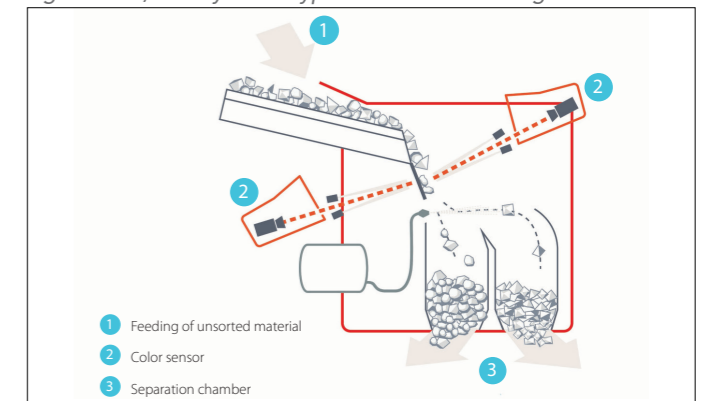 1
2
2
3
1 Feeding of unsorted material
2 Color sensor
3 Separation chamber